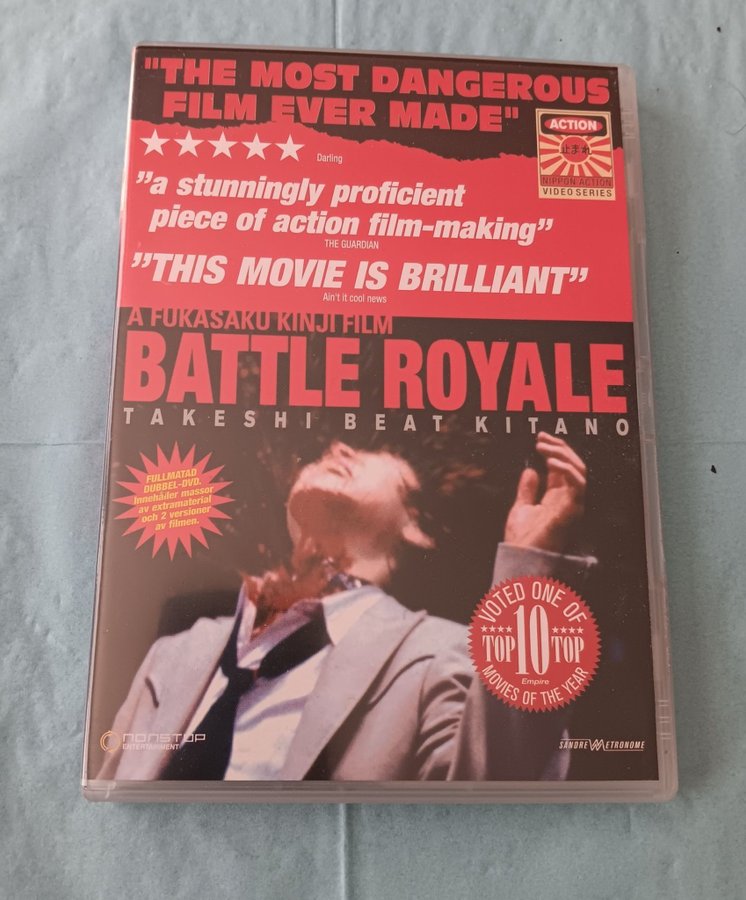 "THE MOST DANGEROUS
FILM EVER MADE"
Darling
ACTION
止まれ
NIPPON ACTION
VIDEO SERIES
"a stunningly proficient
piece of action film-making"
THE GUARDIAN
"THIS MOVIE IS BRILLIANT"
Ain't it cool news
A FUKASAKU KINJI FILM
BATTLE ROYALE
TAKESHI BEAT KITANO
FULLMATAD
DUBBEL-DVD.
Innehåller massor
av extramaterial
och 2 versioner
av filmen.
VOTED ONE OF
TOP 10 TOP
Empire
MOVIES OF THE YEAR
NONSTOP
ENTERTAINMENT
SANDREW METRONOME